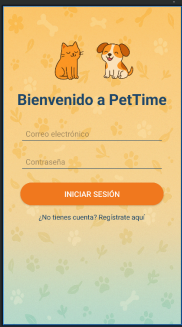 Bienvenido a PetTime
Correo electrónico
Contraseña
INICIAR SESIÓN
¿No tienes cuenta? Regístrate aquí